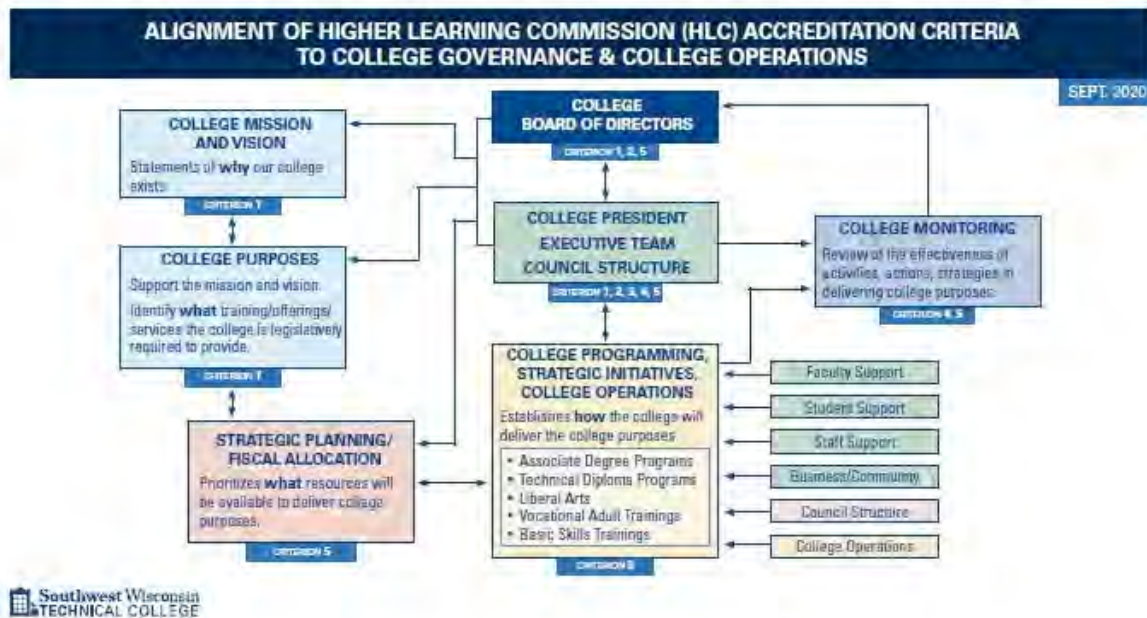 ALIGNMENT OF HIGHER LEARNING COMMISSION (HLC) ACCREDITATION CRITERIA
TO COLLEGE GOVERNANCE & COLLEGE OPERATIONS
SEPT. 2020
COLLEGE MISSION
AND VISION
Statements of why our college
exists.
CRITERION 1
COLLEGE PURPOSES
Support the mission and vision.
Identify what training/offerings/
services the college is legislatively
required to provide.
CRITERION 1
STRATEGIC PLANNING/
FISCAL ALLOCATION
Prioritizes what resources will
be available to deliver college
purposes.
CRITERION 5
COLLEGE
BOARD OF DIRECTORS
CRITERION 1, 2, 5
COLLEGE PRESIDENT
EXECUTIVE TEAM
COUNCIL STRUCTURE
CRITERION 1, 2, 3, 4, 5
COLLEGE PROGRAMMING,
STRATEGIC INITIATIVES,
COLLEGE OPERATIONS
Establishes how the college will
deliver the college purposes
• Associate Degree Programs
• Technical Diploma Programs
• Liberal Arts
• Vocational Adult Trainings
• Basic Skills Trainings
CRITERION
COLLEGE MONITORING
Review of the effectiveness of
activities, actions, strategies in
delivering college purposes.
CRITERION 4, 5
Faculty Support
Student Support
Staff Support
Business/Community
Council Structure
College Operations
Southwest Wisconsin
TECHNICAL COLLEGE